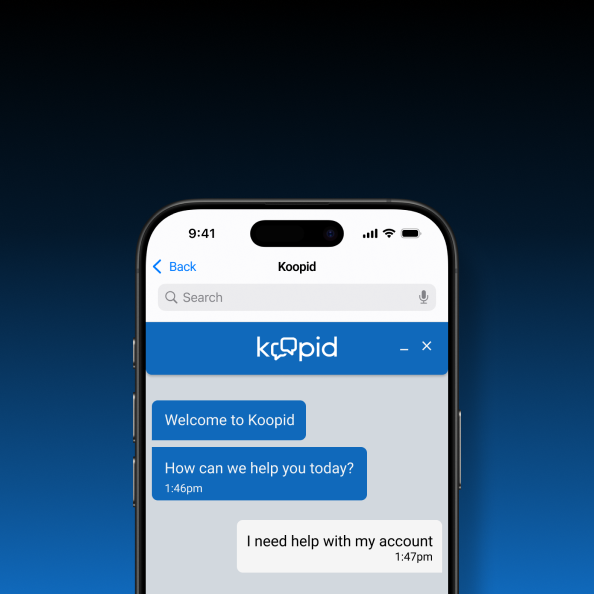 9:41
Back
Koopid
Search
koopid
Welcome to Koopid
How can we help you today?
1:46pm
I need help with my account
1:47pm